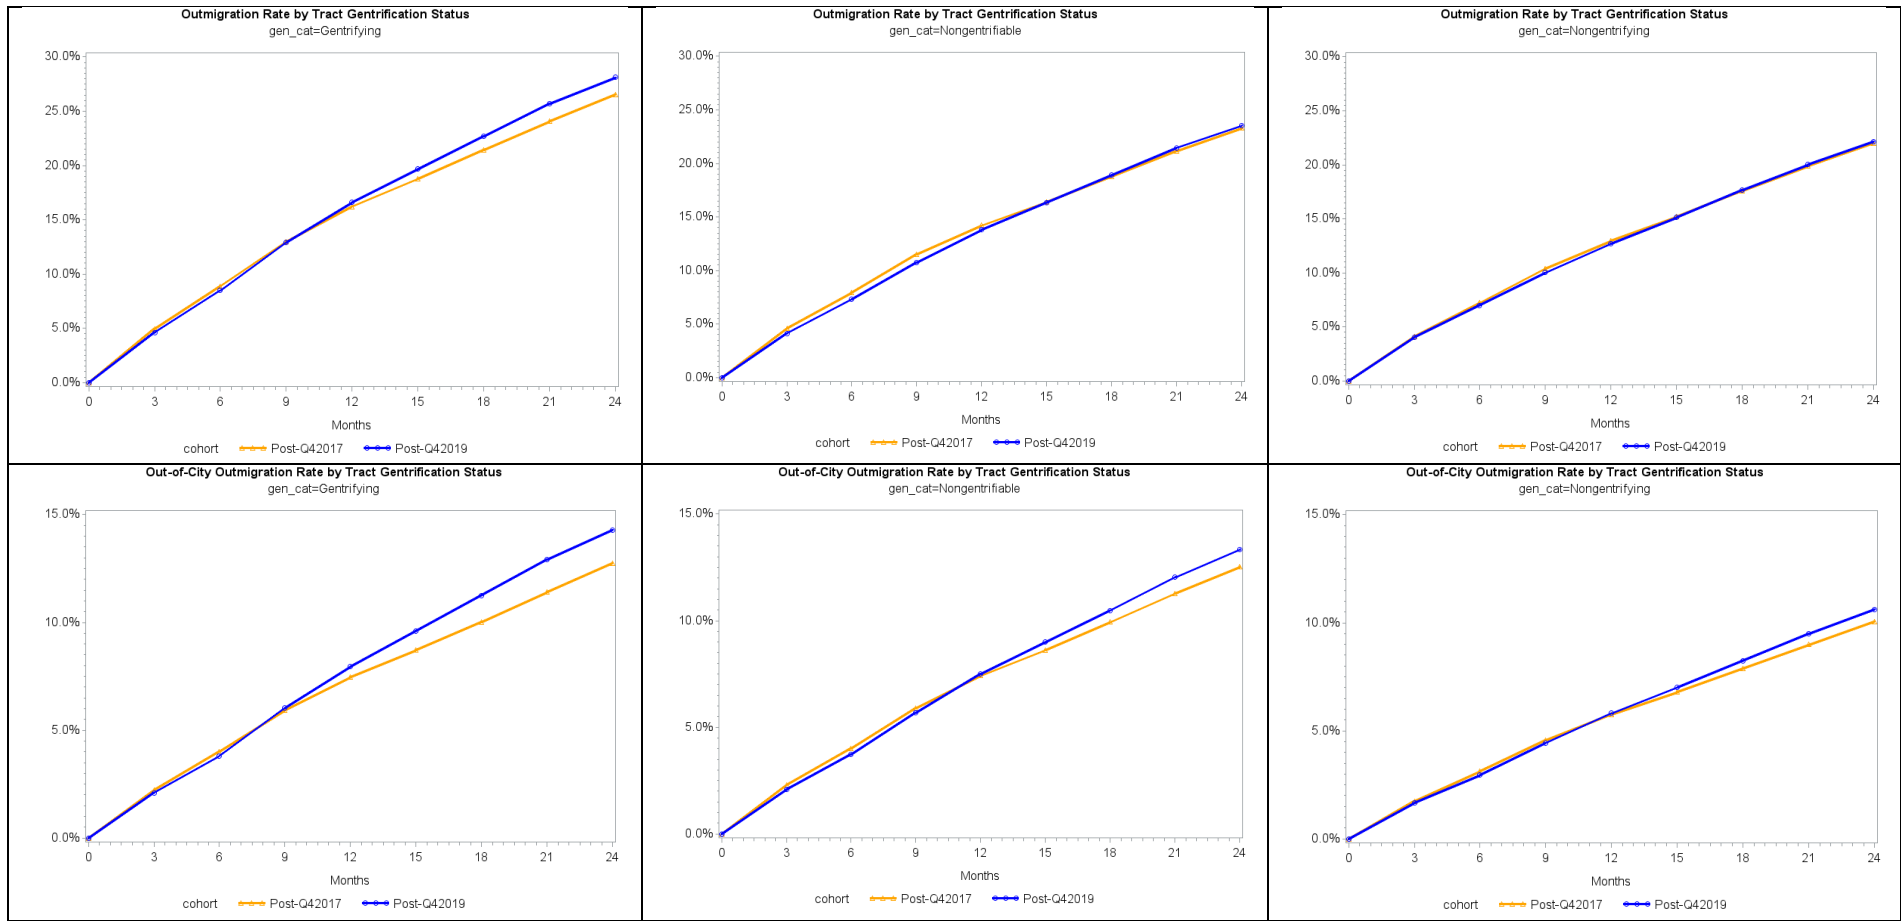 Outmigration Rate by Tract Gentrification Status
gen_cat=Gentrifying
30.0%
25.0%
20.0%
15.0%
10.0%
5.0%
0.0%
0 3 6 9 12 15 18 21 24
Months
cohort Post-Q42017 Post-Q42019
Outmigration Rate by Tract Gentrification Status
gen_cat=Nongentrifiable
30.0%
25.0%
20.0%
15.0%
10.0%
5.0%
0.0%
0 3 6 9 12 15 18 21 24
Months
cohort Post-Q42017 Post-Q42019
Outmigration Rate by Tract Gentrification Status
gen_cat=Nongentrifying
30.0%
25.0%
20.0%
15.0%
10.0%
5.0%
0.0%
0 3 6 9 12 15 18 21 24
Months
cohort Post-Q42017 Post-Q42019
Out-of-City Outmigration Rate by Tract Gentrification Status
gen_cat=Gentrifying
15.0%
10.0%
5.0%
0.0%
0 3 6 9 12 15 18 21 24
Months
cohort Post-Q42017 Post-Q42019
Out-of-City Outmigration Rate by Tract Gentrification Status
gen_cat=Nongentrifiable
15.0%
10.0%
5.0%
0.0%
0 3 6 9 12 15 18 21 24
Months
cohort Post-Q42017 Post-Q42019
Out-of-City Outmigration Rate by Tract Gentrification Status
gen_cat=Nongentrifying
15.0%
10.0%
5.0%
0.0%
0 3 6 9 12 15 18 21 24
Months
cohort Post-Q42017 Post-Q42019